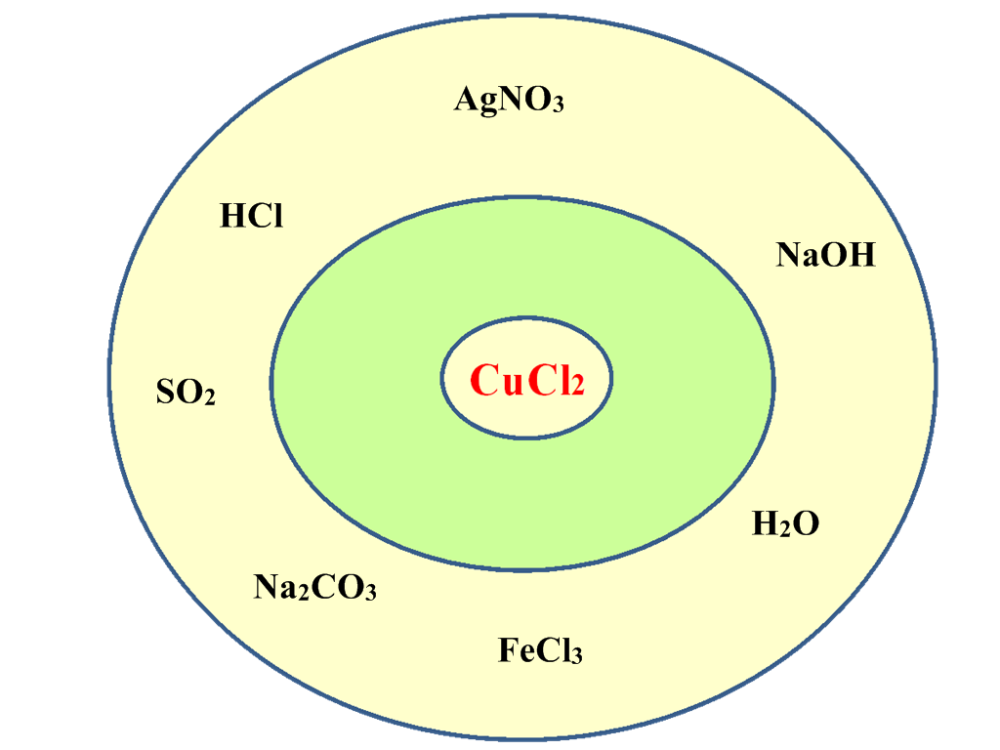 AgNO₃
HCl
NaOH
CuCl₂
SO₂
H₂O
Na₂CO₃
FeCl₃